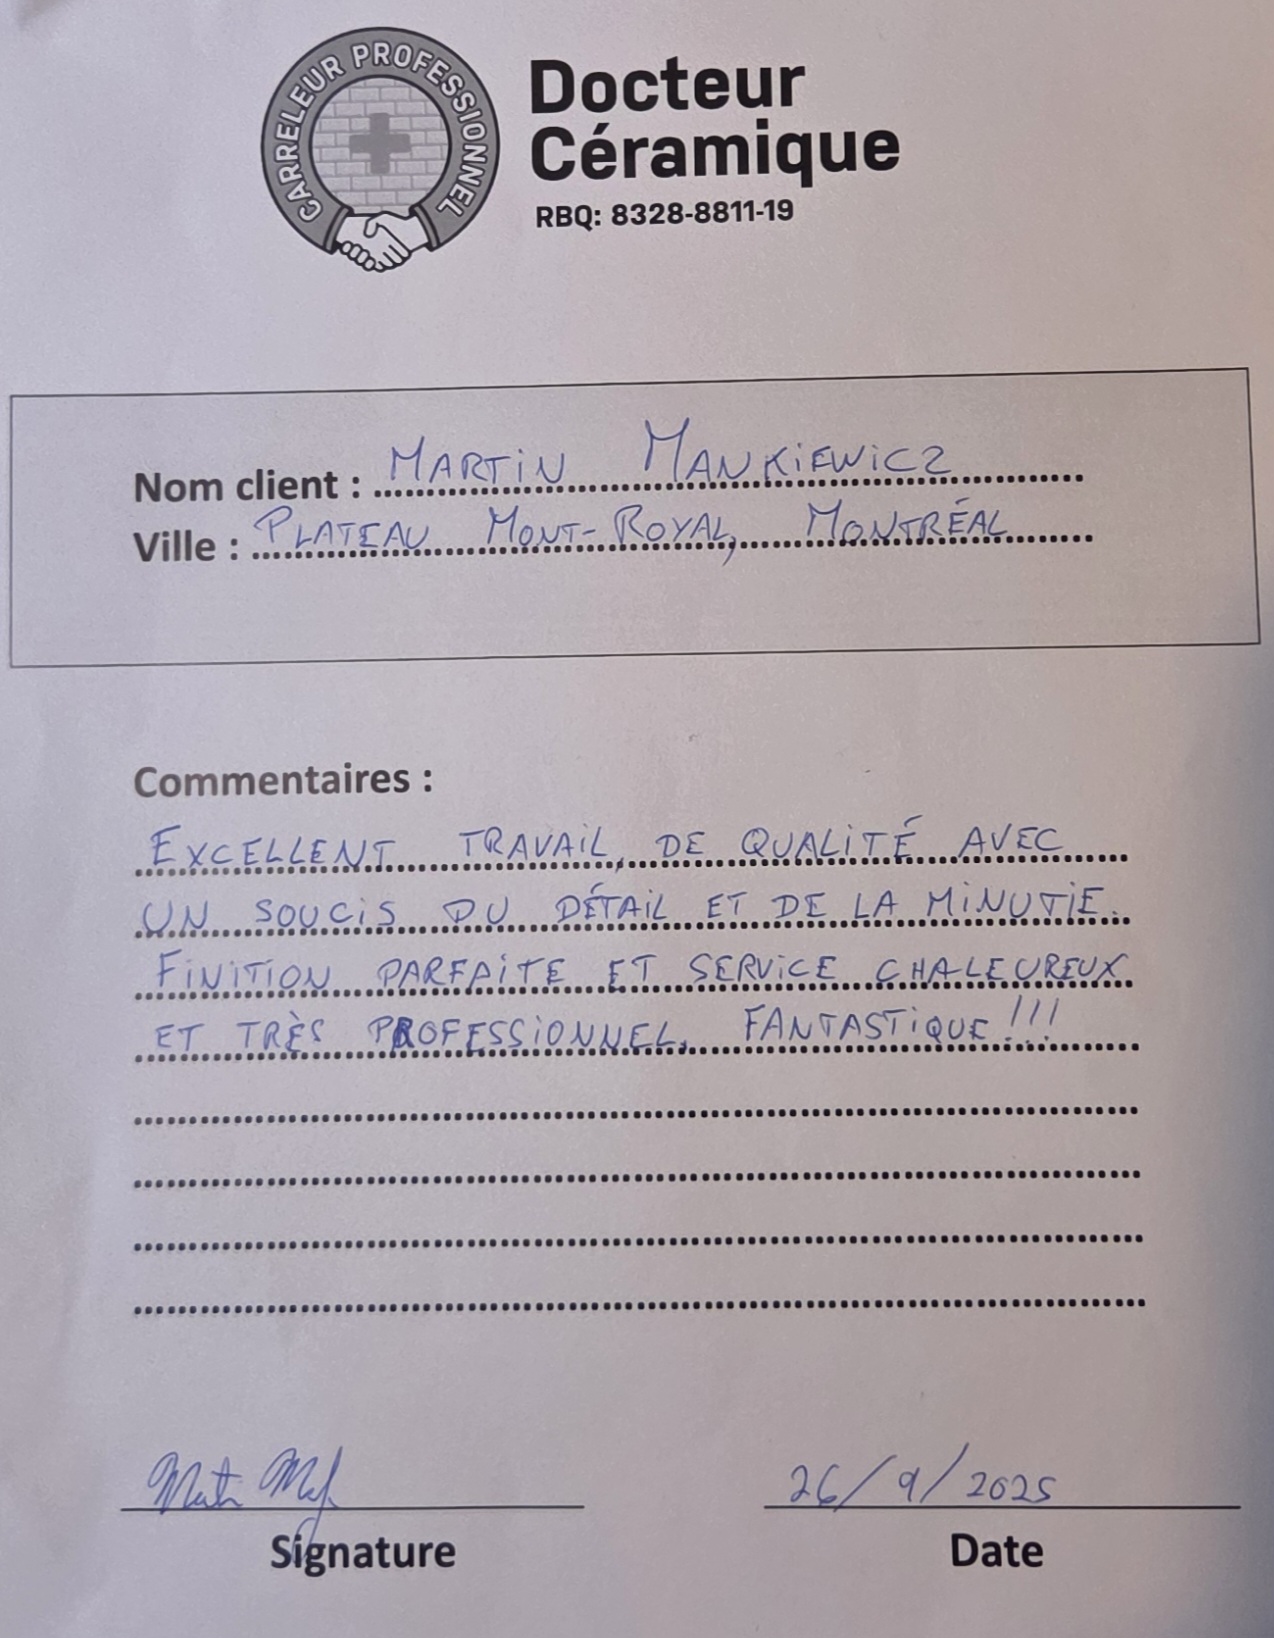 CARRELEUR PROFESSIONNEL
Docteur
Céramique
RBQ: 8328-8811-19
Nom client : MARTIN MANKIEWICZ
Ville : PLATEAU MONT-ROYAL, MONTRÉAL
Commentaires :
EXCELLENT TRAVAIL, DE QUALITÉ AVEC
UN SOUCIS DU DÉTAIL ET DE LA MINUTIE.
FINITION PARFAITE ET SERVICE CHALEUREUX
ET TRÈS PROFESSIONNEL. FANTASTIQUE!!!
26/9/2025
Signature Date